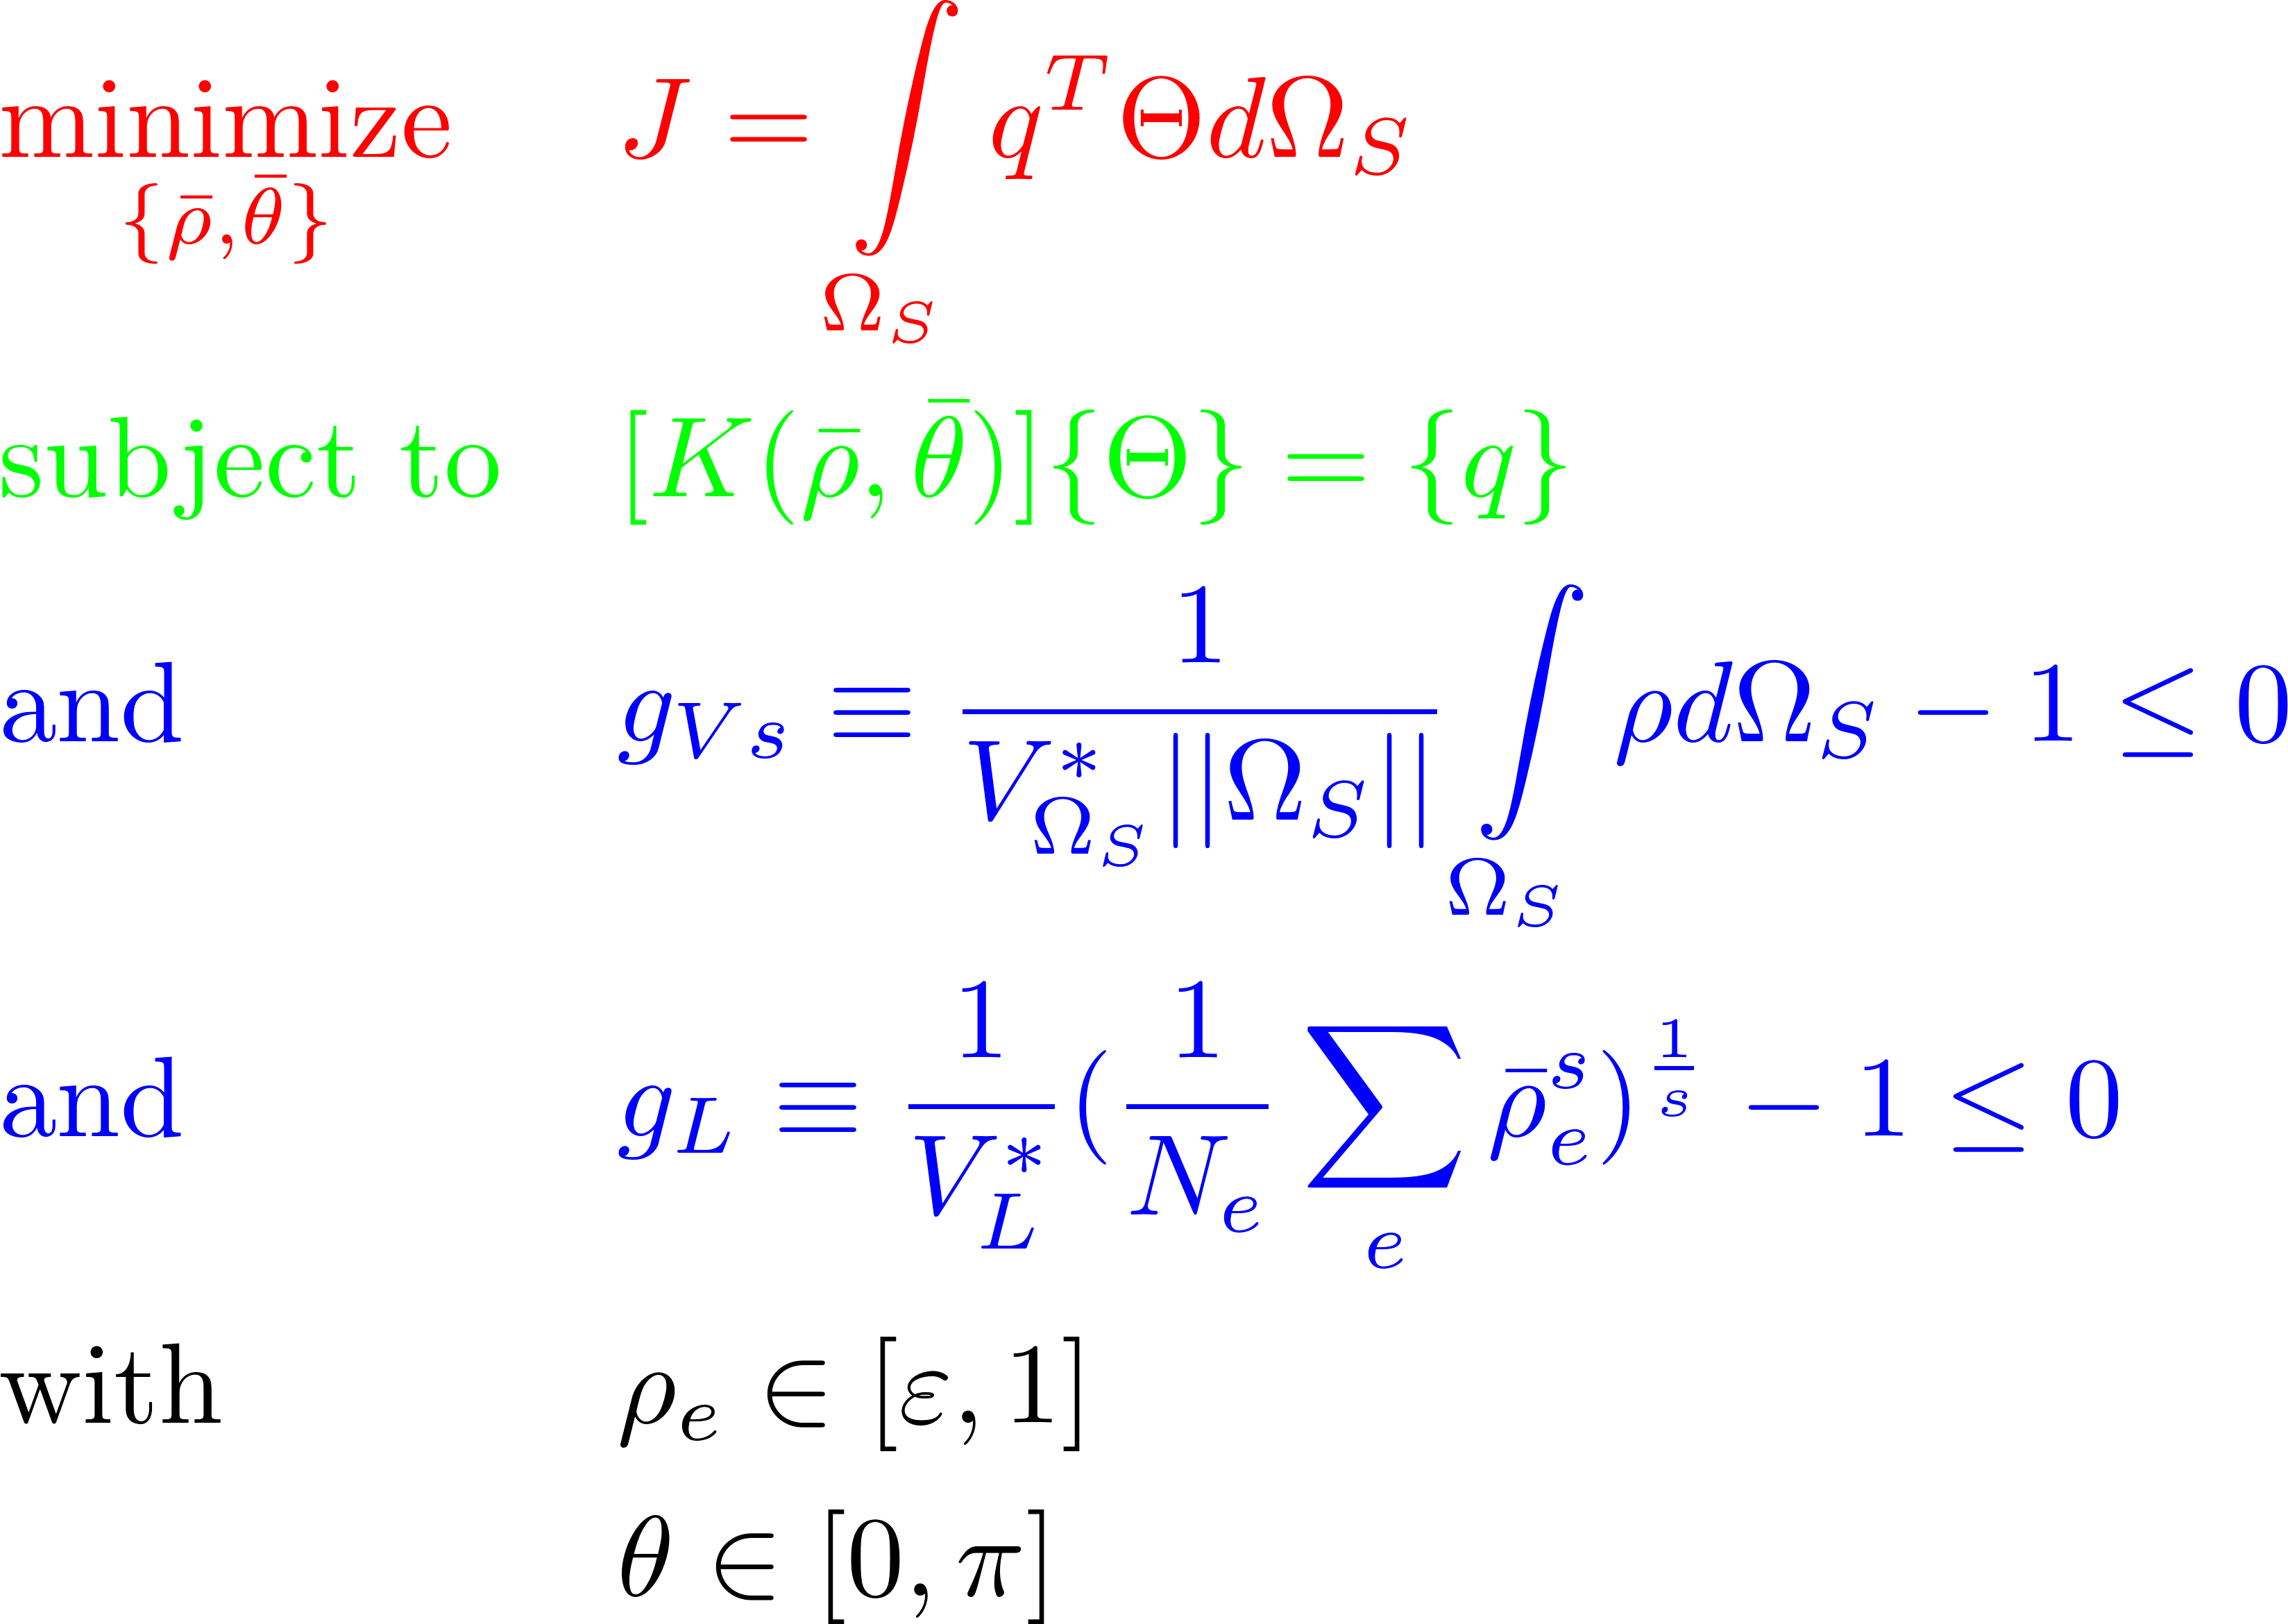 minimize_{\{\bar{\rho},\bar{\theta}\}} J = \int_{\Omega_S} q^T \Theta d\Omega_S
subject to [K(\bar{\rho}, \bar{\theta})]\{\Theta\} = \{q\}
and g_{Vs} \equiv \frac{1}{V^*_{\Omega_S} ||\Omega_S||} \int_{\Omega_S} \rho d\Omega_S - 1 \leq 0
and g_L \equiv \frac{1}{V^*_L} (\frac{1}{N_e} \sum_e \bar{\rho}^s_e)^{\frac{1}{s}} - 1 \leq 0
with \rho_e \in [\varepsilon, 1]
\theta \in [0, \pi]